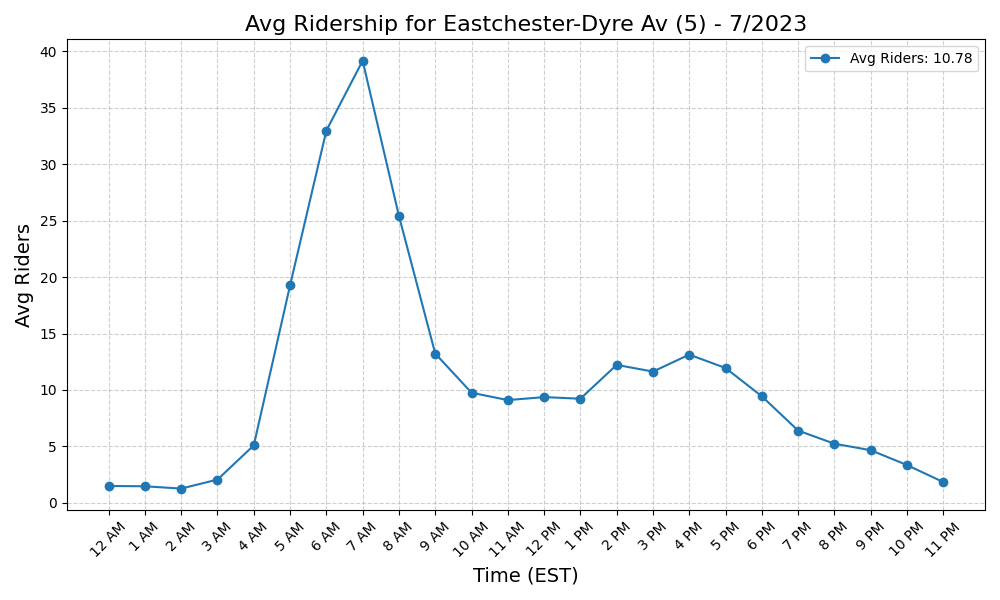 Avg Ridership for Eastchester-Dyre Av (5) - 7/2023
Avg Riders: 10.78
Avg Riders
40
35
30
25
20
15
10
5
0
12 AM
1 AM
2 AM
3 AM
4 AM
5 AM
6 AM
7 AM
8 AM
9 AM
10 AM
11 AM
12 PM
1 PM
2 PM
3 PM
4 PM
5 PM
6 PM
7 PM
8 PM
9 PM
10 PM
11 PM
Time (EST)